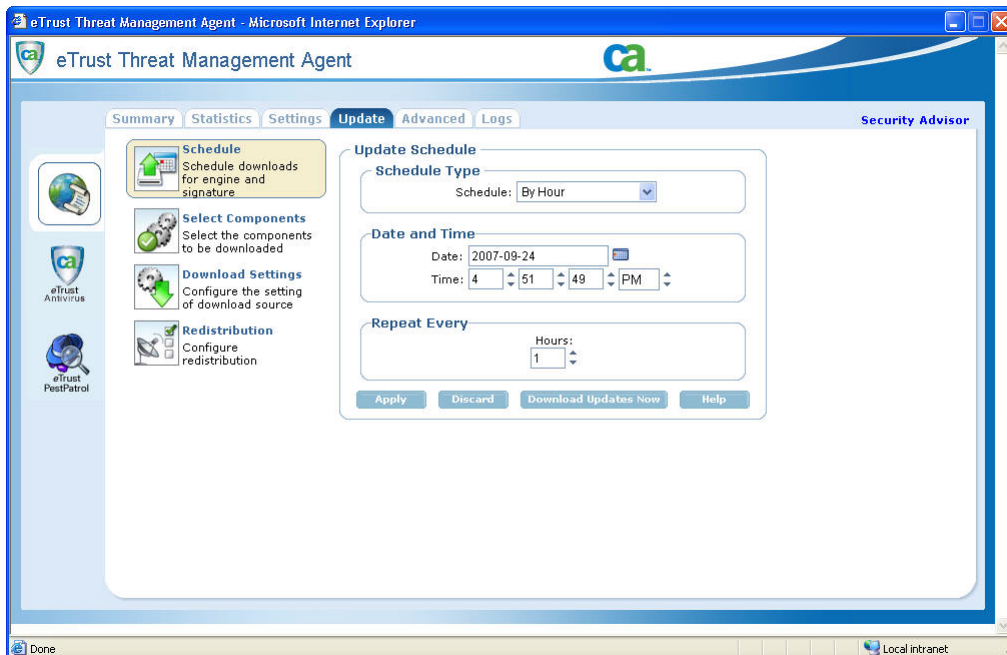 eTrust Threat Management Agent - Microsoft Internet Explorer
ca
eTrust Threat Management Agent
ca
Summary Statistics Settings Update Advanced Logs
Security Advisor
ca
eTrust
Antivirus
eTrust
PestPatrol
Schedule
Schedule downloads
for engine and
signature
Select Components
Select the components
to be downloaded
Download Settings
Configure the setting
of download source
Redistribution
Configure
redistribution
Update Schedule
Schedule Type
Schedule: By Hour
Date and Time
Date: 2007-09-24
Time: 4 51 49 PM
Repeat Every
Hours:
1
Apply Discard Download Updates Now Help
Done
Local intranet